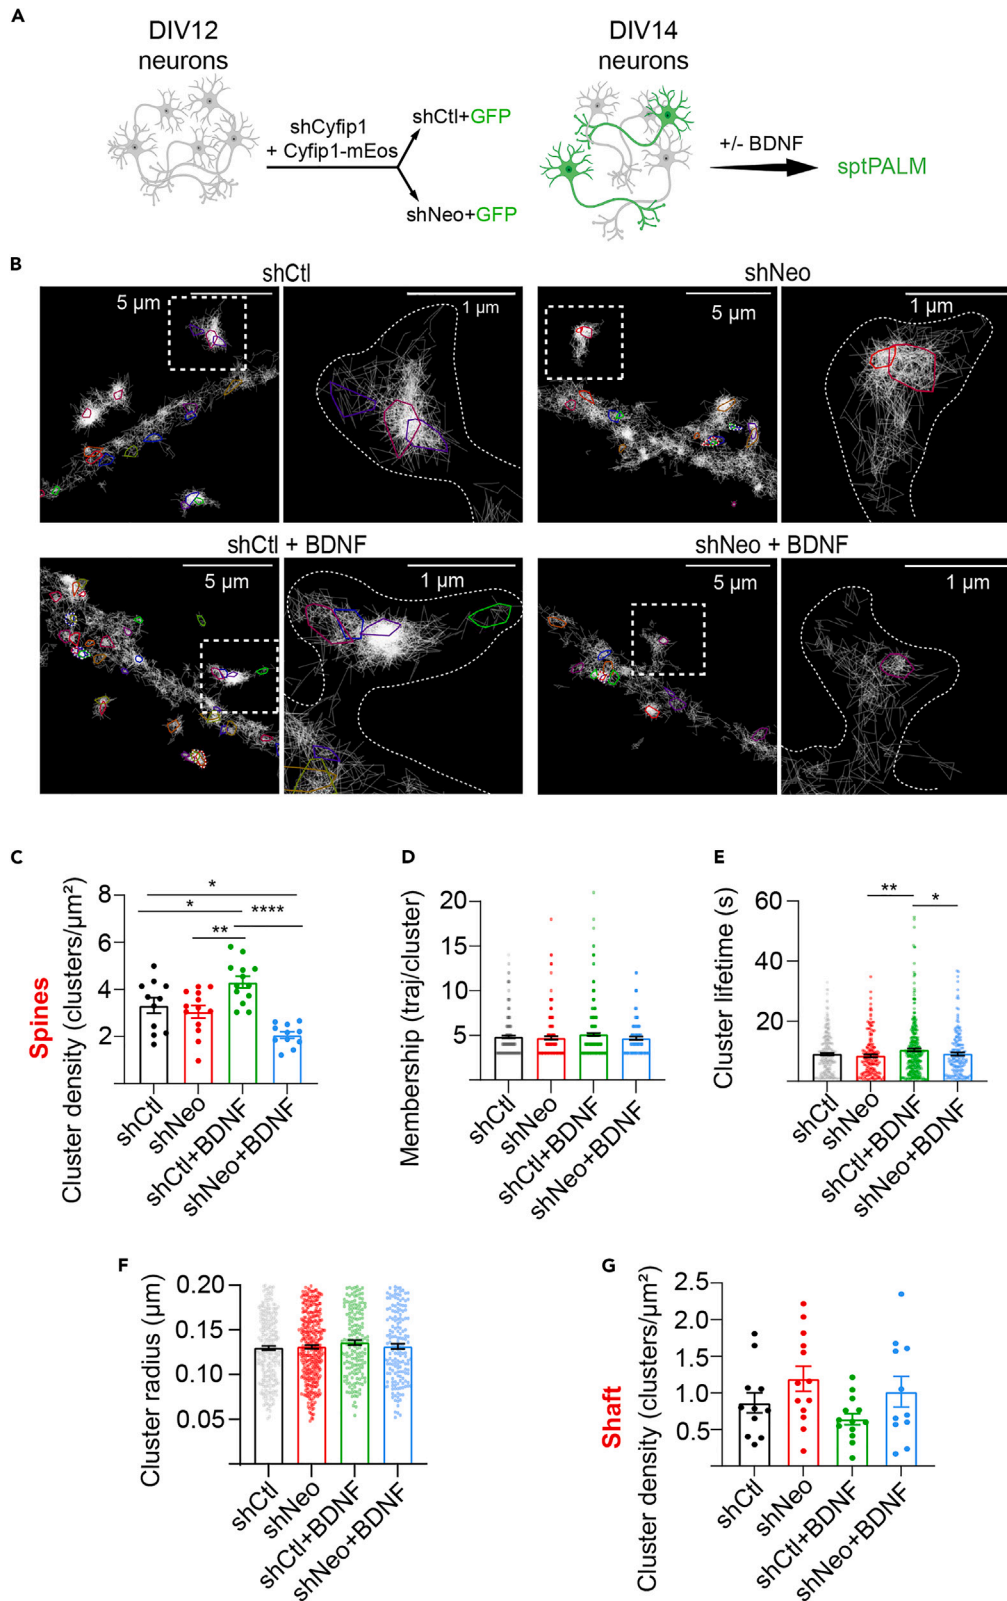 A
DIV12
neurons
shCyfip1
+ Cyfip1-mEos
shCtl+GFP
shNeo+GFP
DIV14
neurons
+/- BDNF
sptPALM
B
shCtl
shNeo
5 µm
1 µm
5 µm
1 µm
shCtl + BDNF
shNeo + BDNF
5 µm
1 µm
5 µm
1 µm
C
Spines
Cluster density (clusters/µm²)
8
6
4
2
*
*
****
**
shCtl
shNeo
shCtl+BDNF
shNeo+BDNF
D
Membership (traj/cluster)
20
15
10
5
shCtl
shNeo
shCtl+BDNF
shNeo+BDNF
E
Cluster lifetime (s)
60
40
20
**
*
shCtl
shNeo
shCtl+BDNF
shNeo+BDNF
F
Cluster radius (µm)
0.20
0.15
0.10
0.05
shCtl
shNeo
shCtl+BDNF
shNeo+BDNF
G
Shaft
Cluster density (clusters/µm²)
2.5
2.0
1.5
1.0
0.5
shCtl
shNeo
shCtl+BDNF
shNeo+BDNF